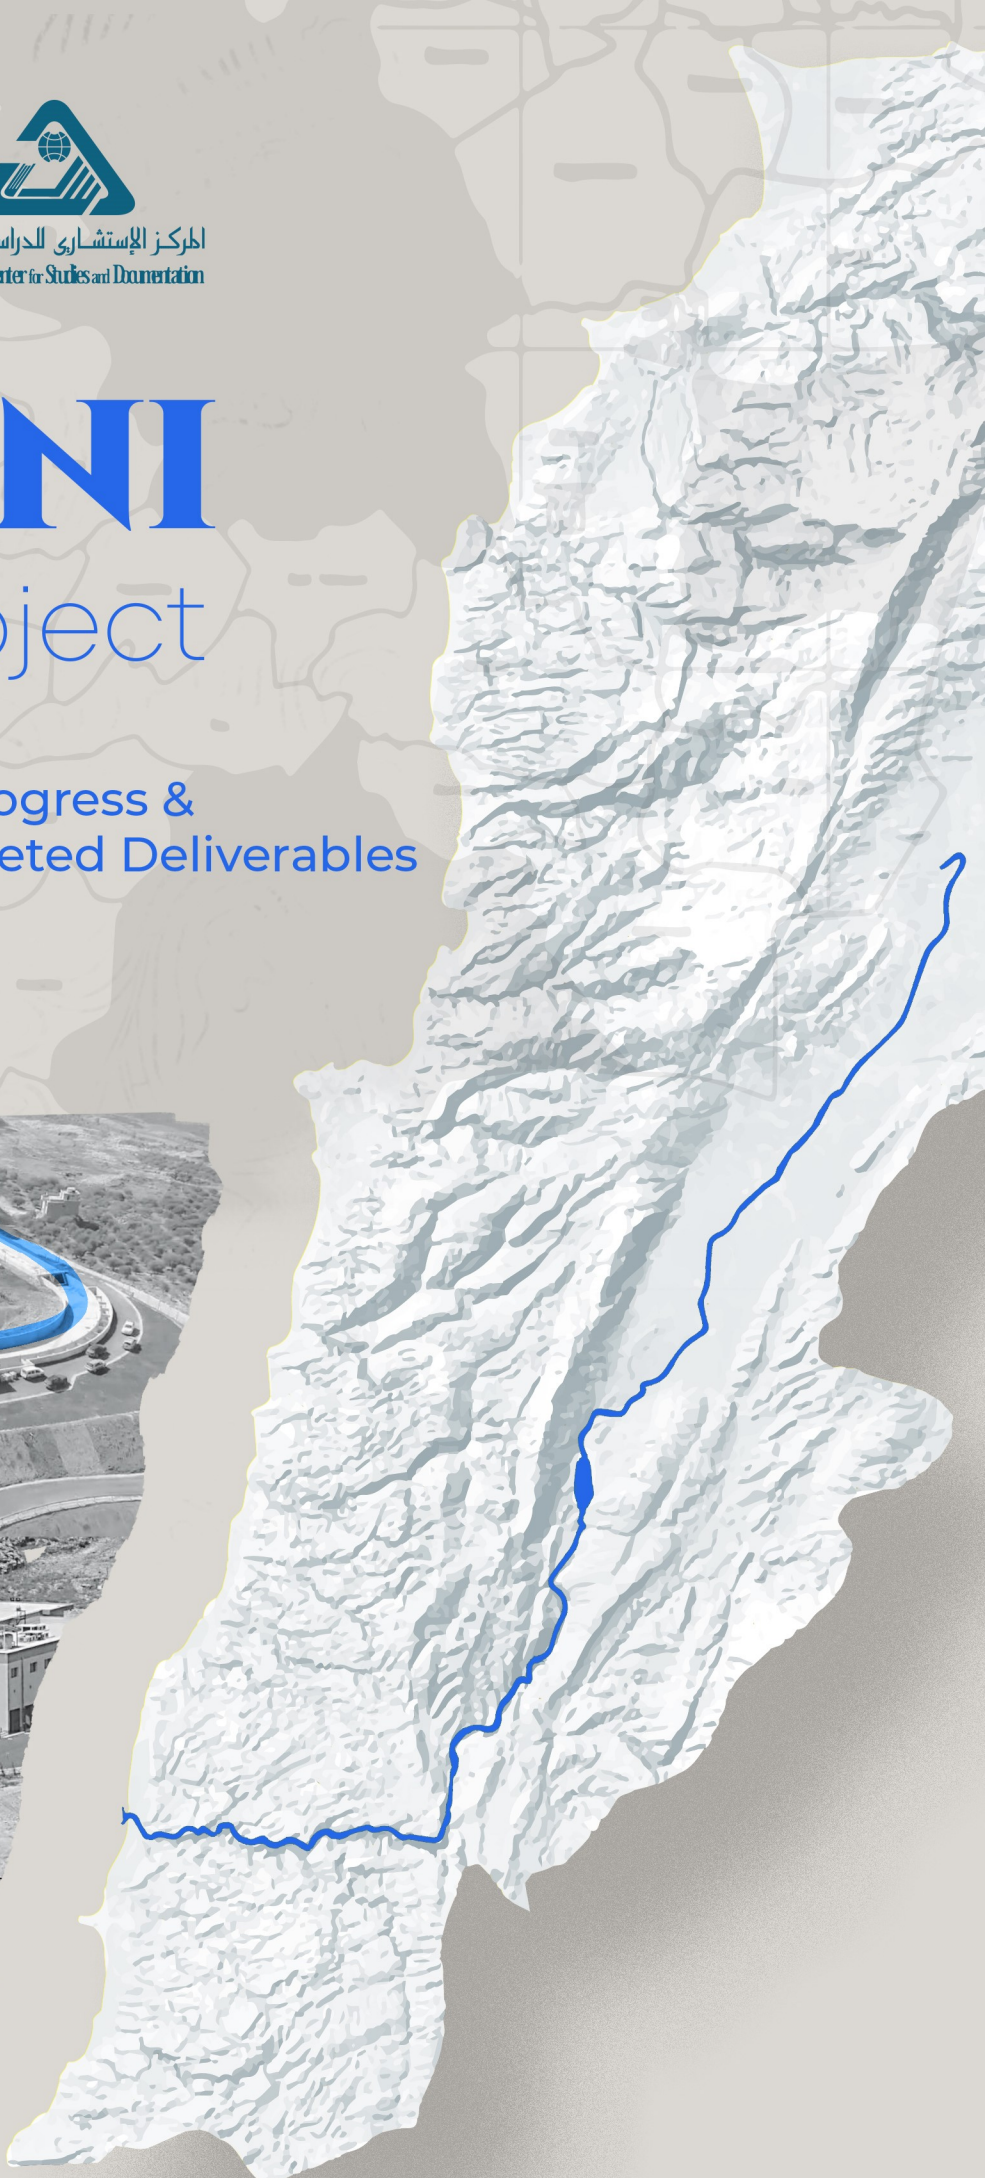 المركز الإستشاري للدراس
nter for Studies and Documentation
NI
oject
ogress &
eted Deliverables